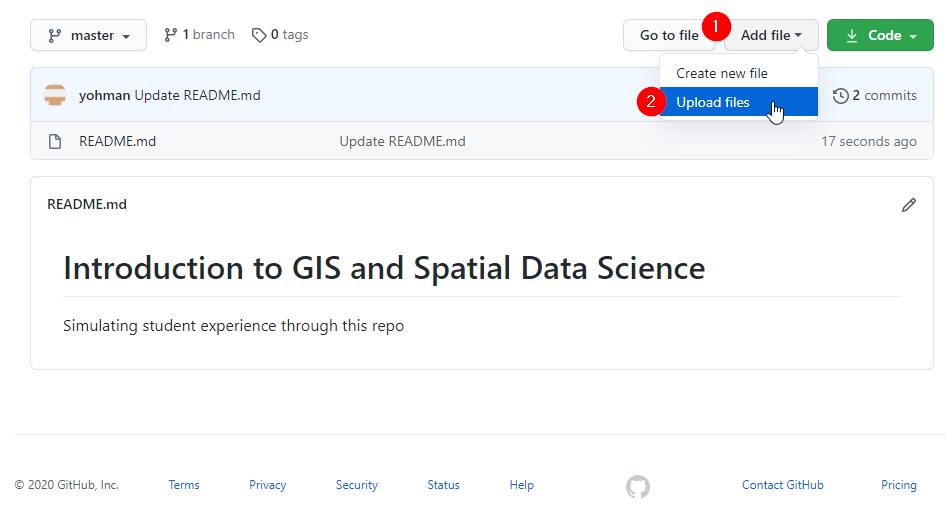 master 1 branch 0 tags Go to file 1 Add file Code
Create new file
yohman Update README.md 2 Upload files 2 commits
README.md Update README.md 17 seconds ago
README.md
Introduction to GIS and Spatial Data Science
Simulating student experience through this repo
© 2020 GitHub, Inc. Terms Privacy Security Status Help Contact GitHub Pricing